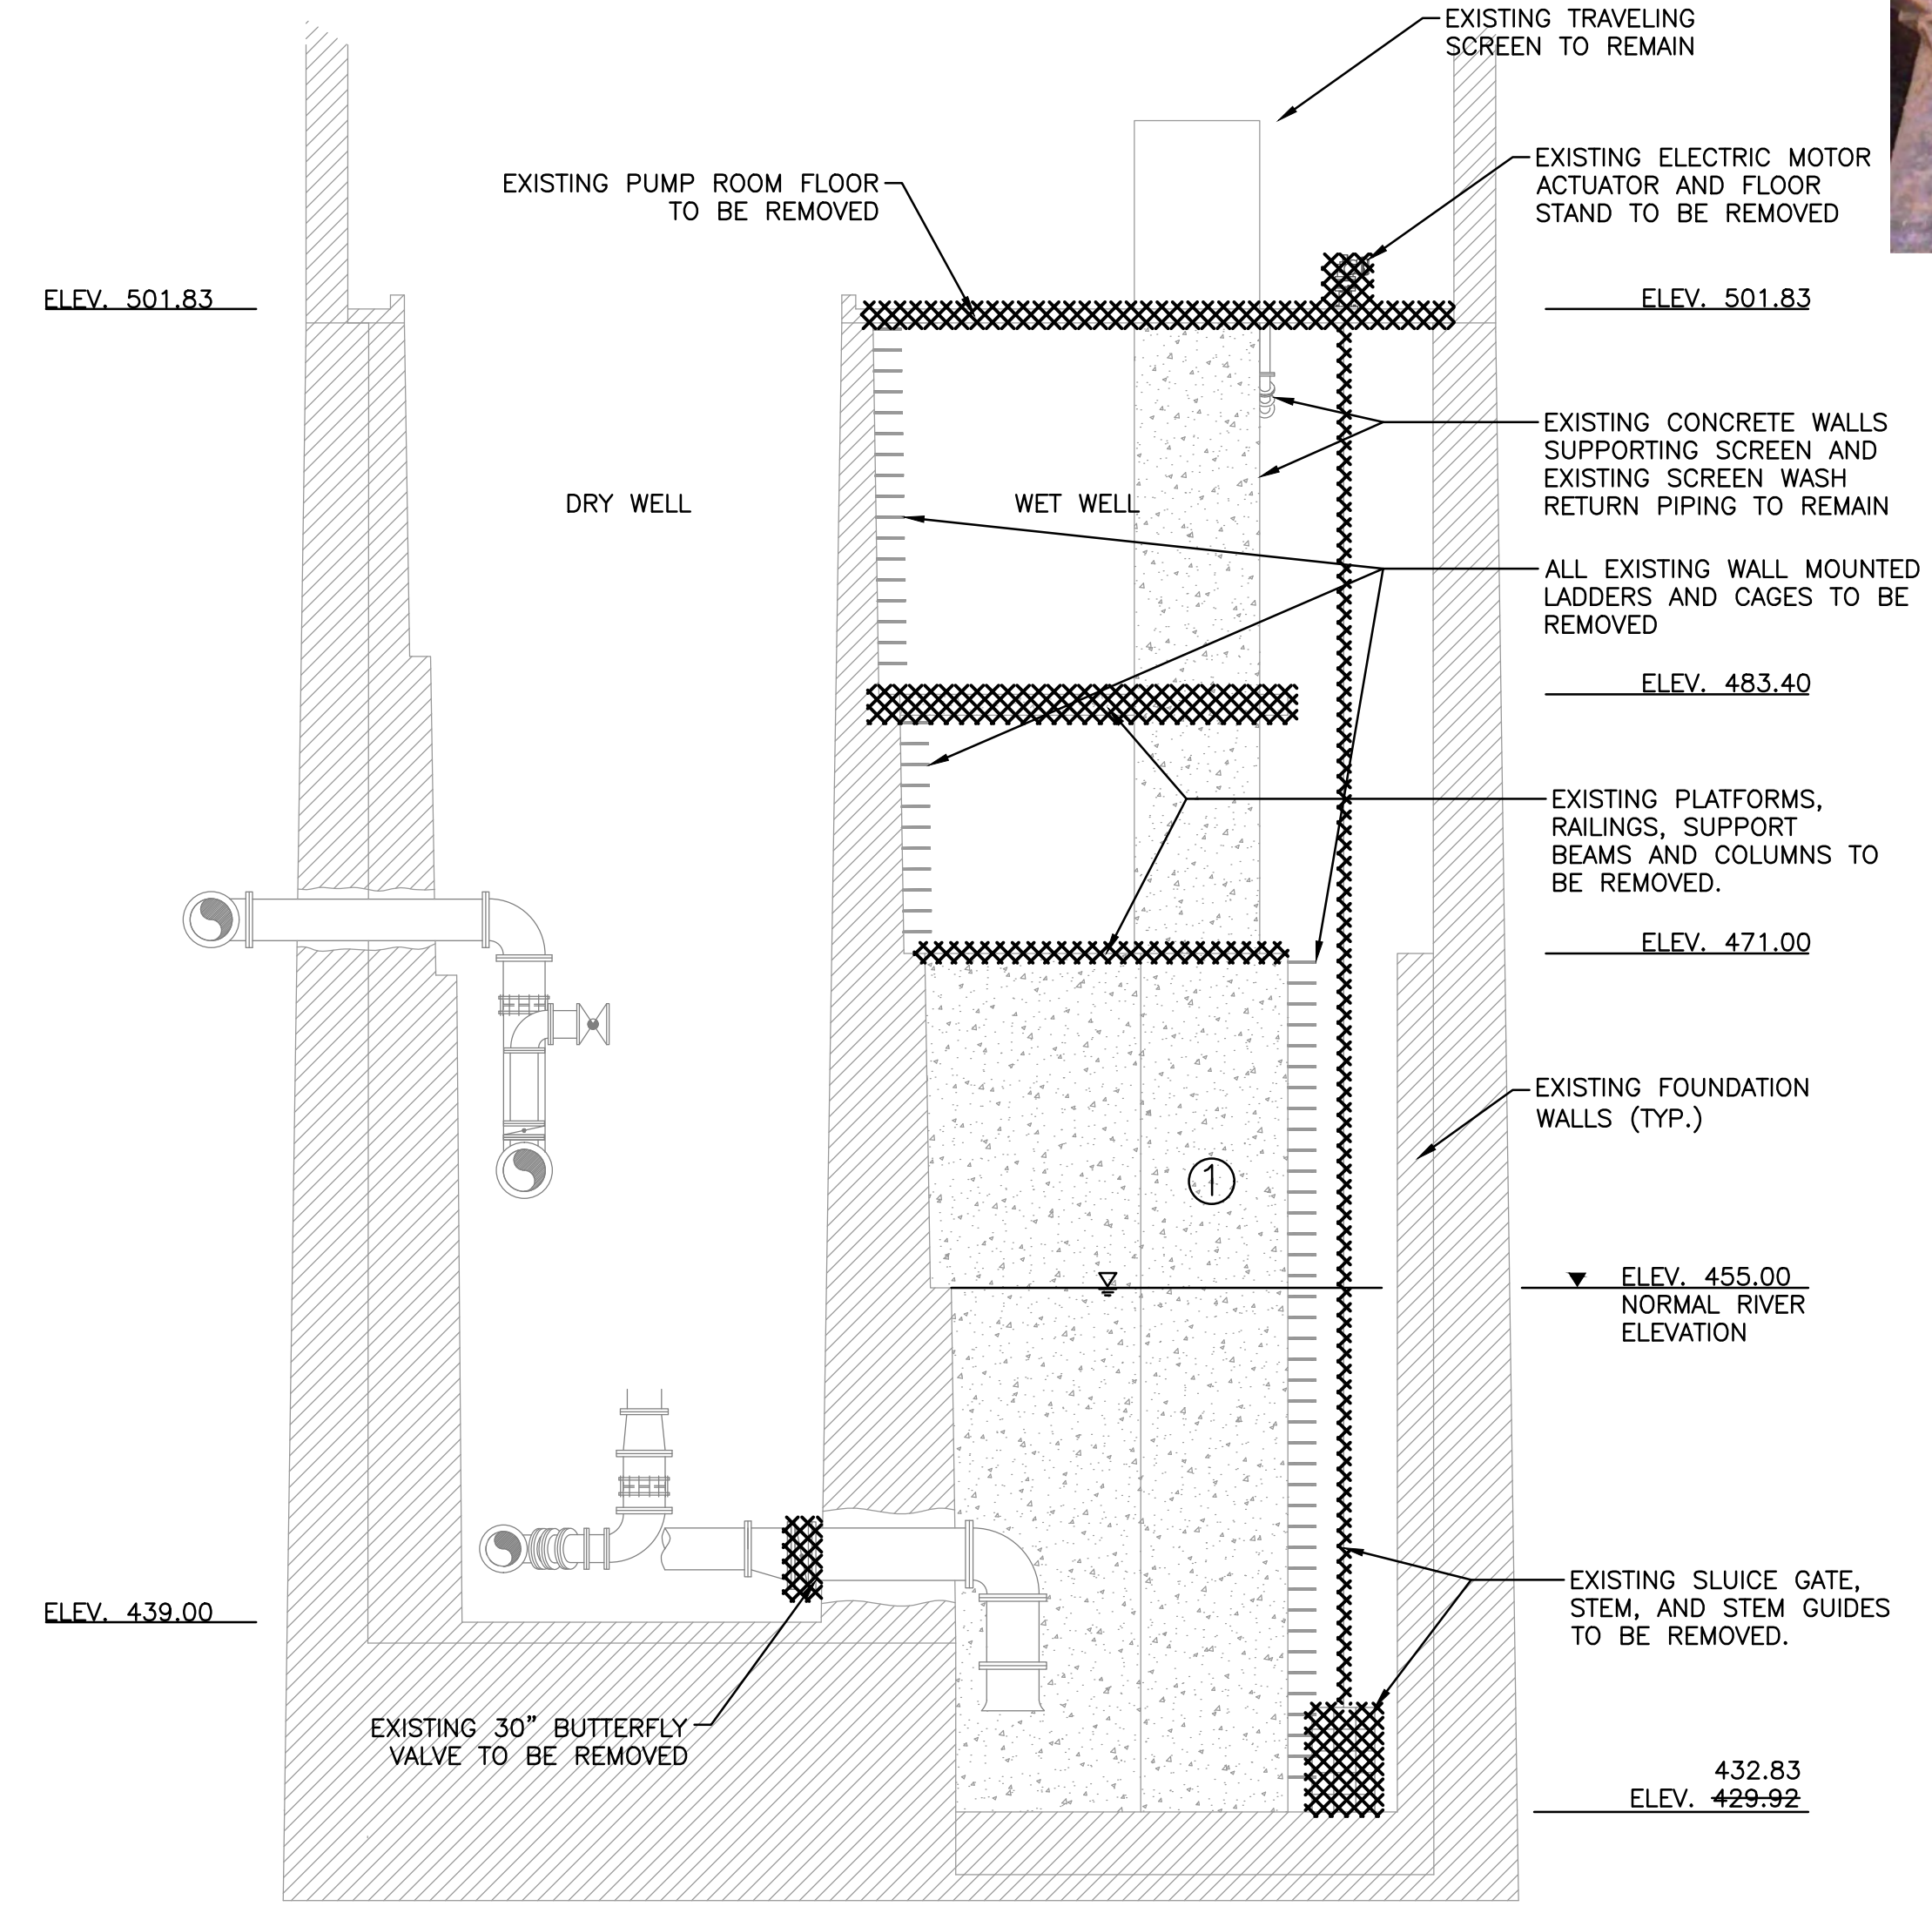 EXISTING TRAVELING
SCREEN TO REMAIN
EXISTING ELECTRIC MOTOR
ACTUATOR AND FLOOR
STAND TO BE REMOVED
EXISTING PUMP ROOM FLOOR
TO BE REMOVED
ELEV. 501.83
ELEV. 501.83
EXISTING CONCRETE WALLS
SUPPORTING SCREEN AND
EXISTING SCREEN WASH
RETURN PIPING TO REMAIN
DRY WELL
WET WELL
ALL EXISTING WALL MOUNTED
LADDERS AND CAGES TO BE
REMOVED
ELEV. 483.40
EXISTING PLATFORMS,
RAILINGS, SUPPORT
BEAMS AND COLUMNS TO
BE REMOVED.
ELEV. 471.00
EXISTING FOUNDATION
WALLS (TYP.)
1
ELEV. 455.00
NORMAL RIVER
ELEVATION
EXISTING SLUICE GATE,
STEM, AND STEM GUIDES
TO BE REMOVED.
ELEV. 439.00
EXISTING 30” BUTTERFLY
VALVE TO BE REMOVED
432.83
ELEV. 429.92